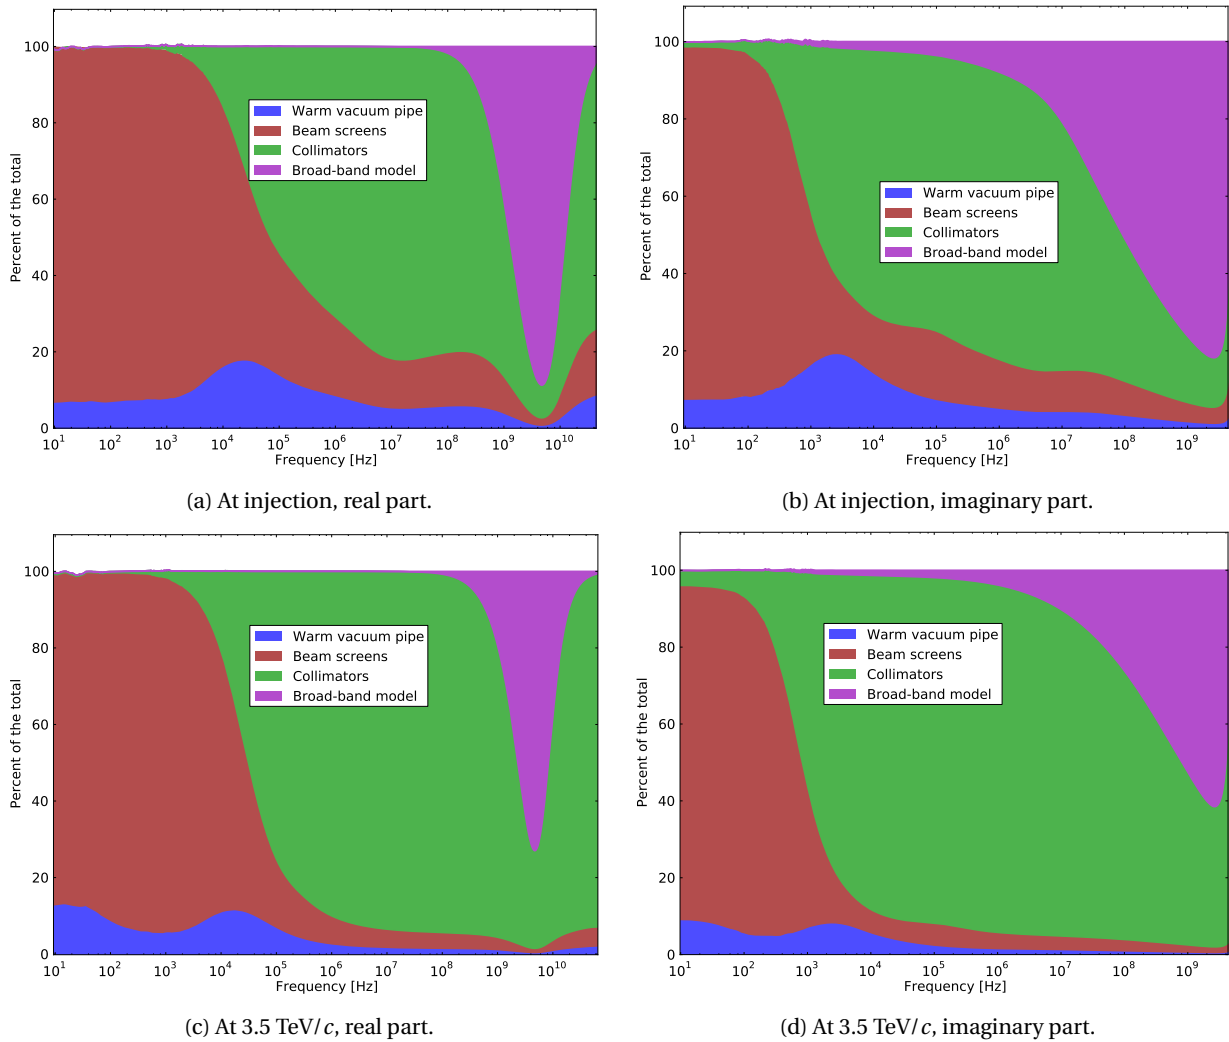 100
80
60
40
20
0
Percent of the total
Warm vacuum pipe
Beam screens
Collimators
Broad-band model
10^1 10^2 10^3 10^4 10^5 10^6 10^7 10^8 10^9 10^10
Frequency [Hz]
(a) At injection, real part.
100
80
60
40
20
0
Percent of the total
Warm vacuum pipe
Beam screens
Collimators
Broad-band model
10^1 10^2 10^3 10^4 10^5 10^6 10^7 10^8 10^9
Frequency [Hz]
(b) At injection, imaginary part.
100
80
60
40
20
0
Percent of the total
Warm vacuum pipe
Beam screens
Collimators
Broad-band model
10^1 10^2 10^3 10^4 10^5 10^6 10^7 10^8 10^9 10^10
Frequency [Hz]
(c) At 3.5 TeV/c, real part.
100
80
60
40
20
0
Percent of the total
Warm vacuum pipe
Beam screens
Collimators
Broad-band model
10^1 10^2 10^3 10^4 10^5 10^6 10^7 10^8 10^9
Frequency [Hz]
(d) At 3.5 TeV/c, imaginary part.